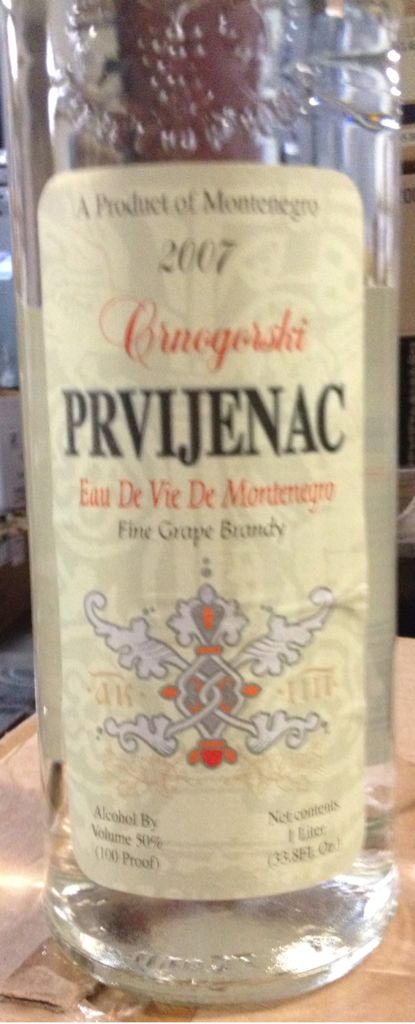 A Product of Montenegro
2007
Crnogorski
PRVIJENAC
Eau De Vie De Montenegro
Fine Grape Brandy
Alcohol By
Volume 50%
(100 Proof)
Net contents
1 Liter
(33.8Fl. Oz.)